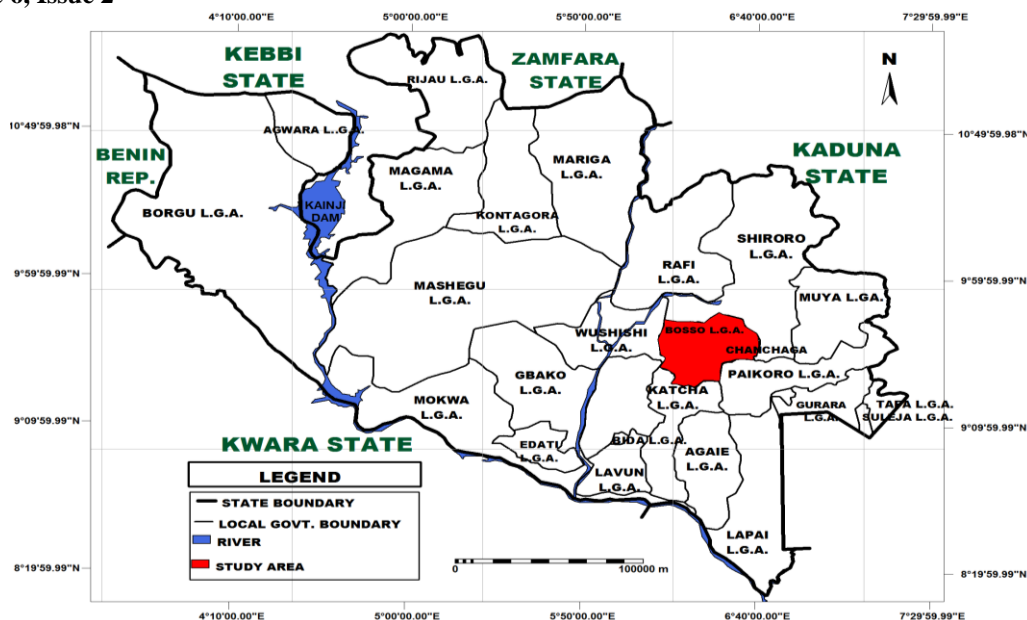 6, Issue 2
4°10'00.00"E 5°00'00.00"E 5°50'00.00"E 6°40'00.00"E 7°29'59.99"E
KEBBI
STATE
ZAMFARA
STATE
N
RIJAU L.G.A.
10°49'59.98"N
10°49'59.98"N
AGWARA L..G.A.
BENIN
REP.
MAGAMA
L.G.A.
MARIGA
L.G.A.
KADUNA
STATE
BORGU L.G.A.
KAINJI
DAM
KONTAGORA
L.G.A.
SHIRORO
L.G.A.
9°59'59.99"N
RAFI
L.G.A.
9°59'59.99"N
MASHEGU
L.G.A.
MUYA L.GA.
WUSHISHI
L.G.A.
BOSSO L.G.A.
CHANCHAGA
GBAKO
L.G.A.
PAIKORO L.G.A.
KATCHA
L.G.A.
MOKWA
L.G.A.
GURARA
L.G.A.
TAFA L.G.A.
SULEJA L.G.A.
9°09'59.99"N
9°09'59.99"N
KWARA STATE
EDATI
L.G.A.
BIDA L.G.A.
AGAIE
L.G.A.
LAVUN
L.G.A.
LEGEND
STATE BOUNDARY
LOCAL GOVT. BOUNDARY
RIVER
STUDY AREA
LAPAI
L.G.A.
0 100000 m
8°19'59.99"N
8°19'59.99"N
4°10'00.00"E 5°00'00.00"E 5°50'00.00"E 6°40'00.00"E 7°29'59.99"E